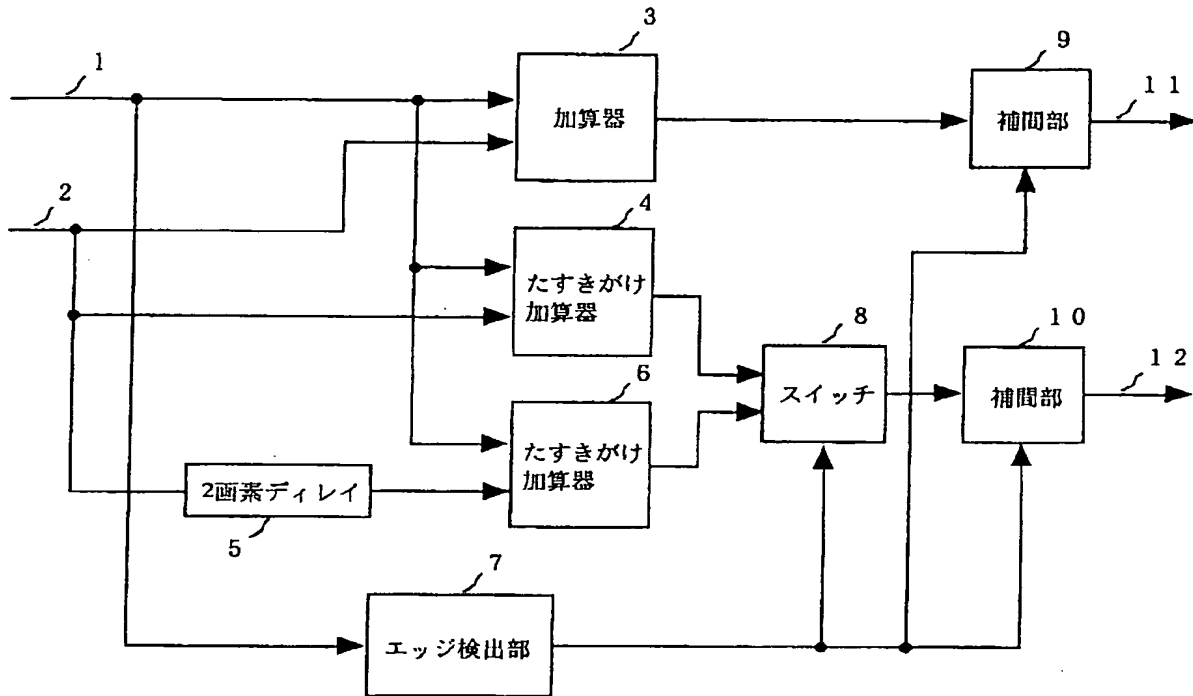 3
9
1
1 1
加算器
補間部
2
4
たすきがけ
加算器
8
1 0
1 2
6
スイッチ
補間部
たすきがけ
加算器
2画素ディレイ
5
7
エッジ検出部